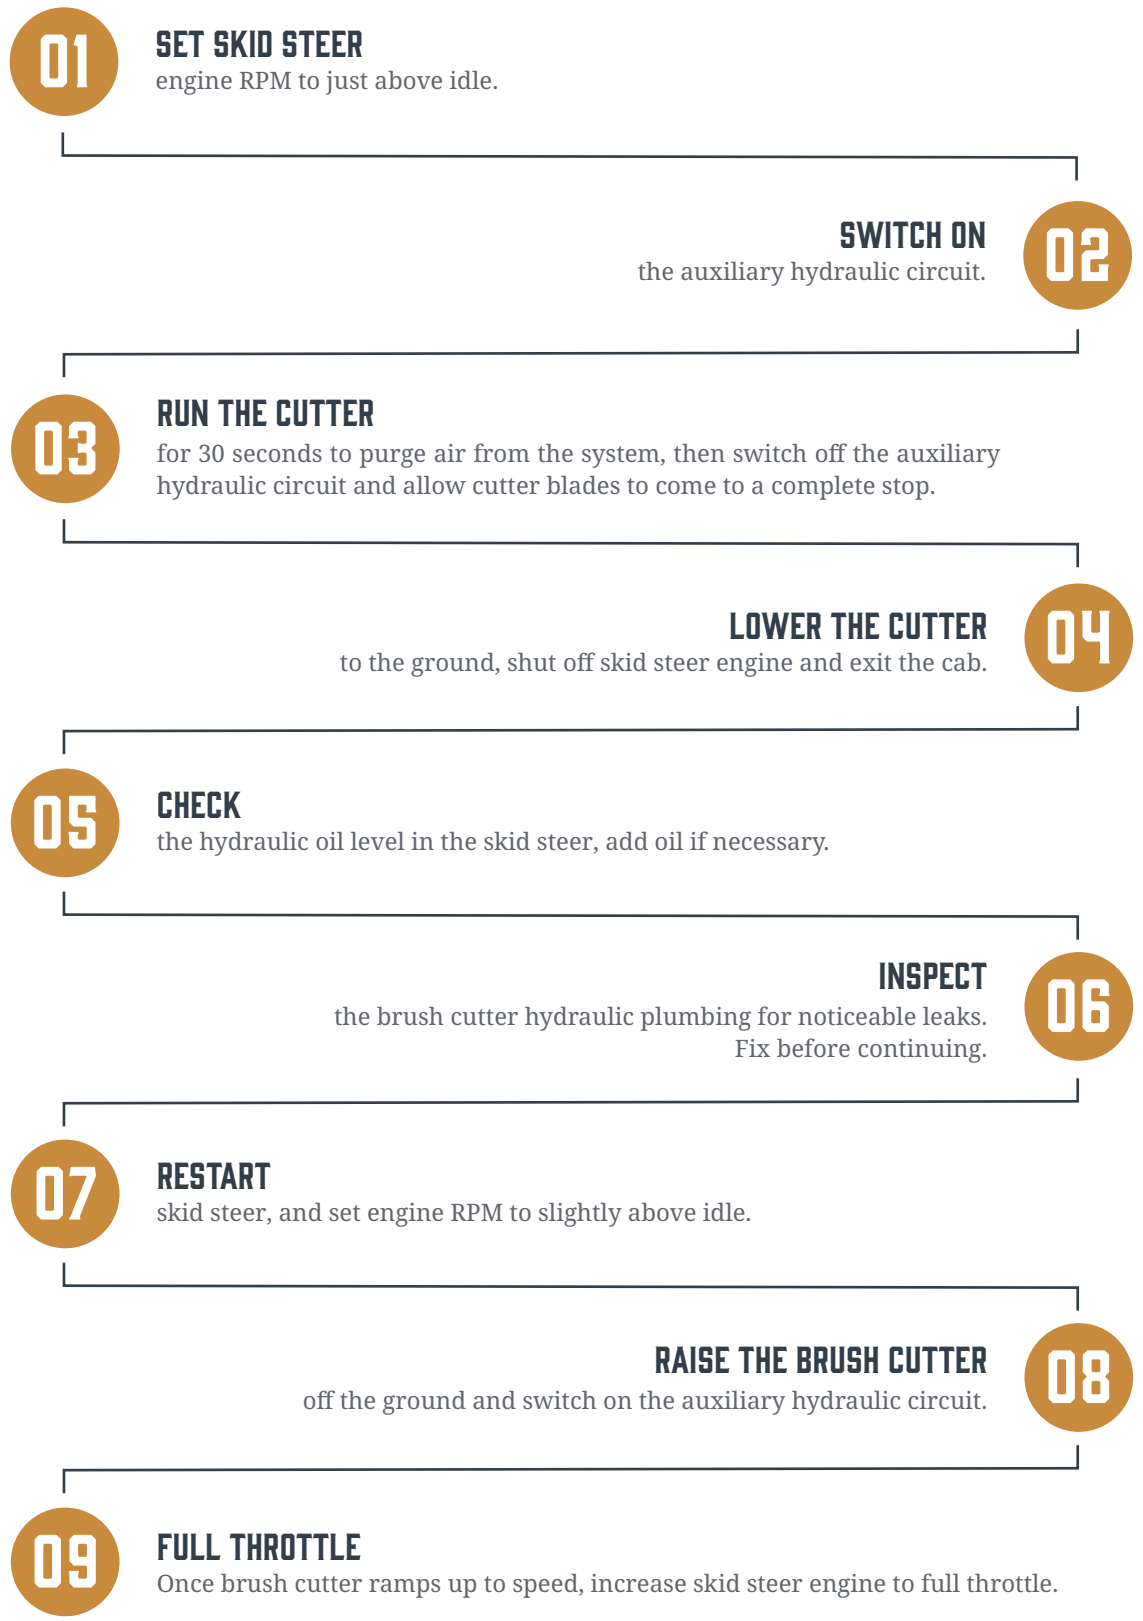 01
SET SKID STEER
engine RPM to just above idle.
02
SWITCH ON
the auxiliary hydraulic circuit.
03
RUN THE CUTTER
for 30 seconds to purge air from the system, then switch off the auxiliary
hydraulic circuit and allow cutter blades to come to a complete stop.
04
LOWER THE CUTTER
to the ground, shut off skid steer engine and exit the cab.
05
CHECK
the hydraulic oil level in the skid steer, add oil if necessary.
06
INSPECT
the brush cutter hydraulic plumbing for noticeable leaks.
Fix before continuing.
07
RESTART
skid steer, and set engine RPM to slightly above idle.
08
RAISE THE BRUSH CUTTER
off the ground and switch on the auxiliary hydraulic circuit.
09
FULL THROTTLE
Once brush cutter ramps up to speed, increase skid steer engine to full throttle.